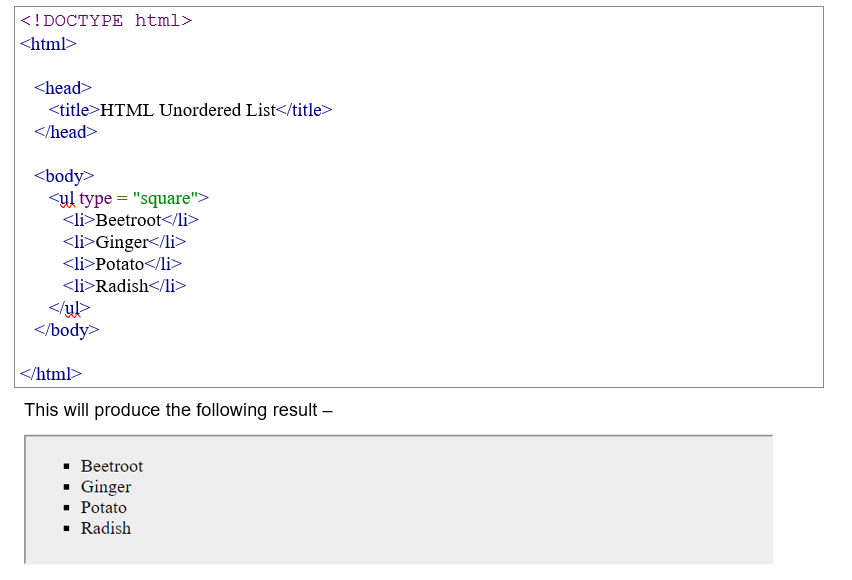 <!DOCTYPE html>
<html>
<head>
<title>HTML Unordered List</title>
</head>
<body>
<ul type = "square">
<li>Beetroot</li>
<li>Ginger</li>
<li>Potato</li>
<li>Radish</li>
</ul>
</body>
</html>
This will produce the following result –
▪ Beetroot
▪ Ginger
▪ Potato
▪ Radish